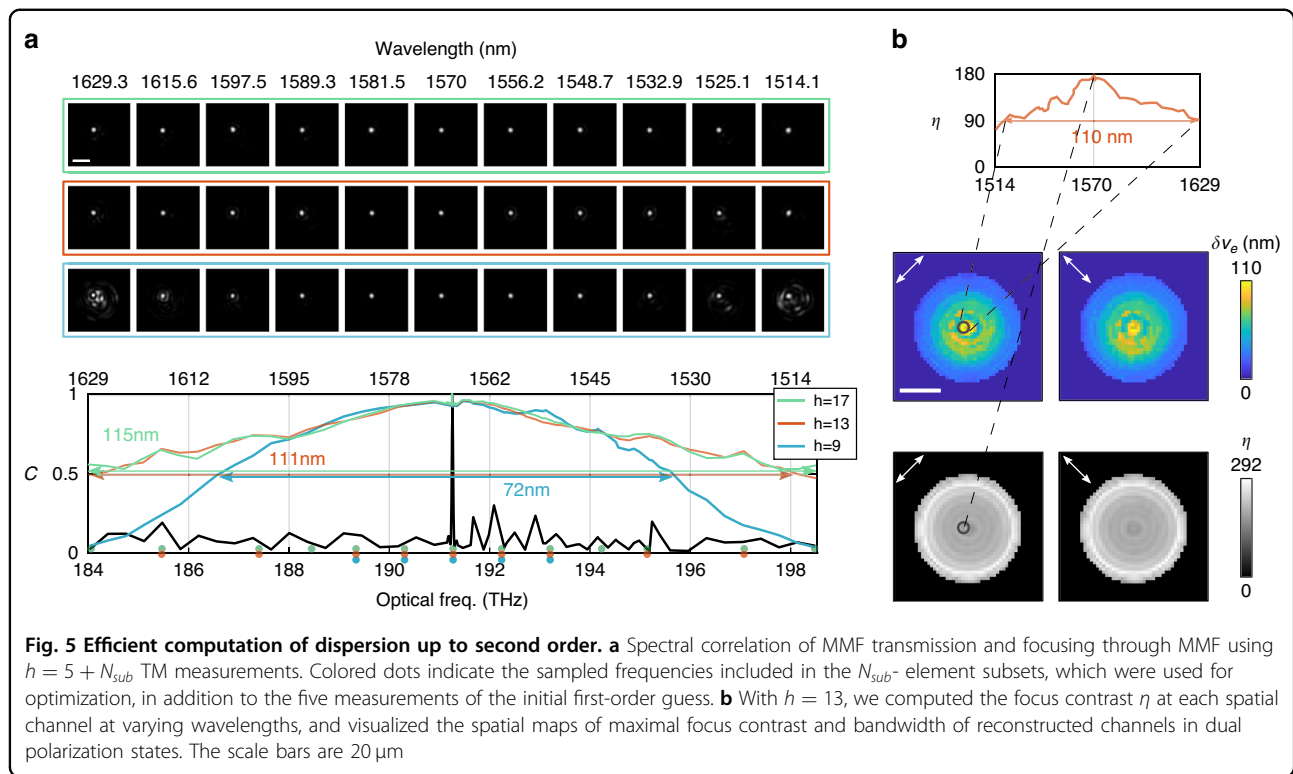 a
Wavelength (nm)
1629.3 1615.6 1597.5 1589.3 1581.5 1570 1556.2 1548.7 1532.9 1525.1 1514.1
1629 1612 1595 1578 1562 1545 1530 1514
1
0.5
0
C
115nm
111nm
72nm
h=17
h=13
h=9
184 186 188 190 192 194 196 198
Optical freq. (THz)
b
180
90
0
η
110 nm
1514 1570 1629
δνₑ (nm)
110
0
η
292
0
Fig. 5 Efficient computation of dispersion up to second order. a Spectral correlation of MMF transmission and focusing through MMF using
h = 5 + Nsub TM measurements. Colored dots indicate the sampled frequencies included in the Nsub- element subsets, which were used for
optimization, in addition to the five measurements of the initial first-order guess. b With h = 13, we computed the focus contrast η at each spatial
channel at varying wavelengths, and visualized the spatial maps of maximal focus contrast and bandwidth of reconstructed channels in dual
polarization states. The scale bars are 20 μm